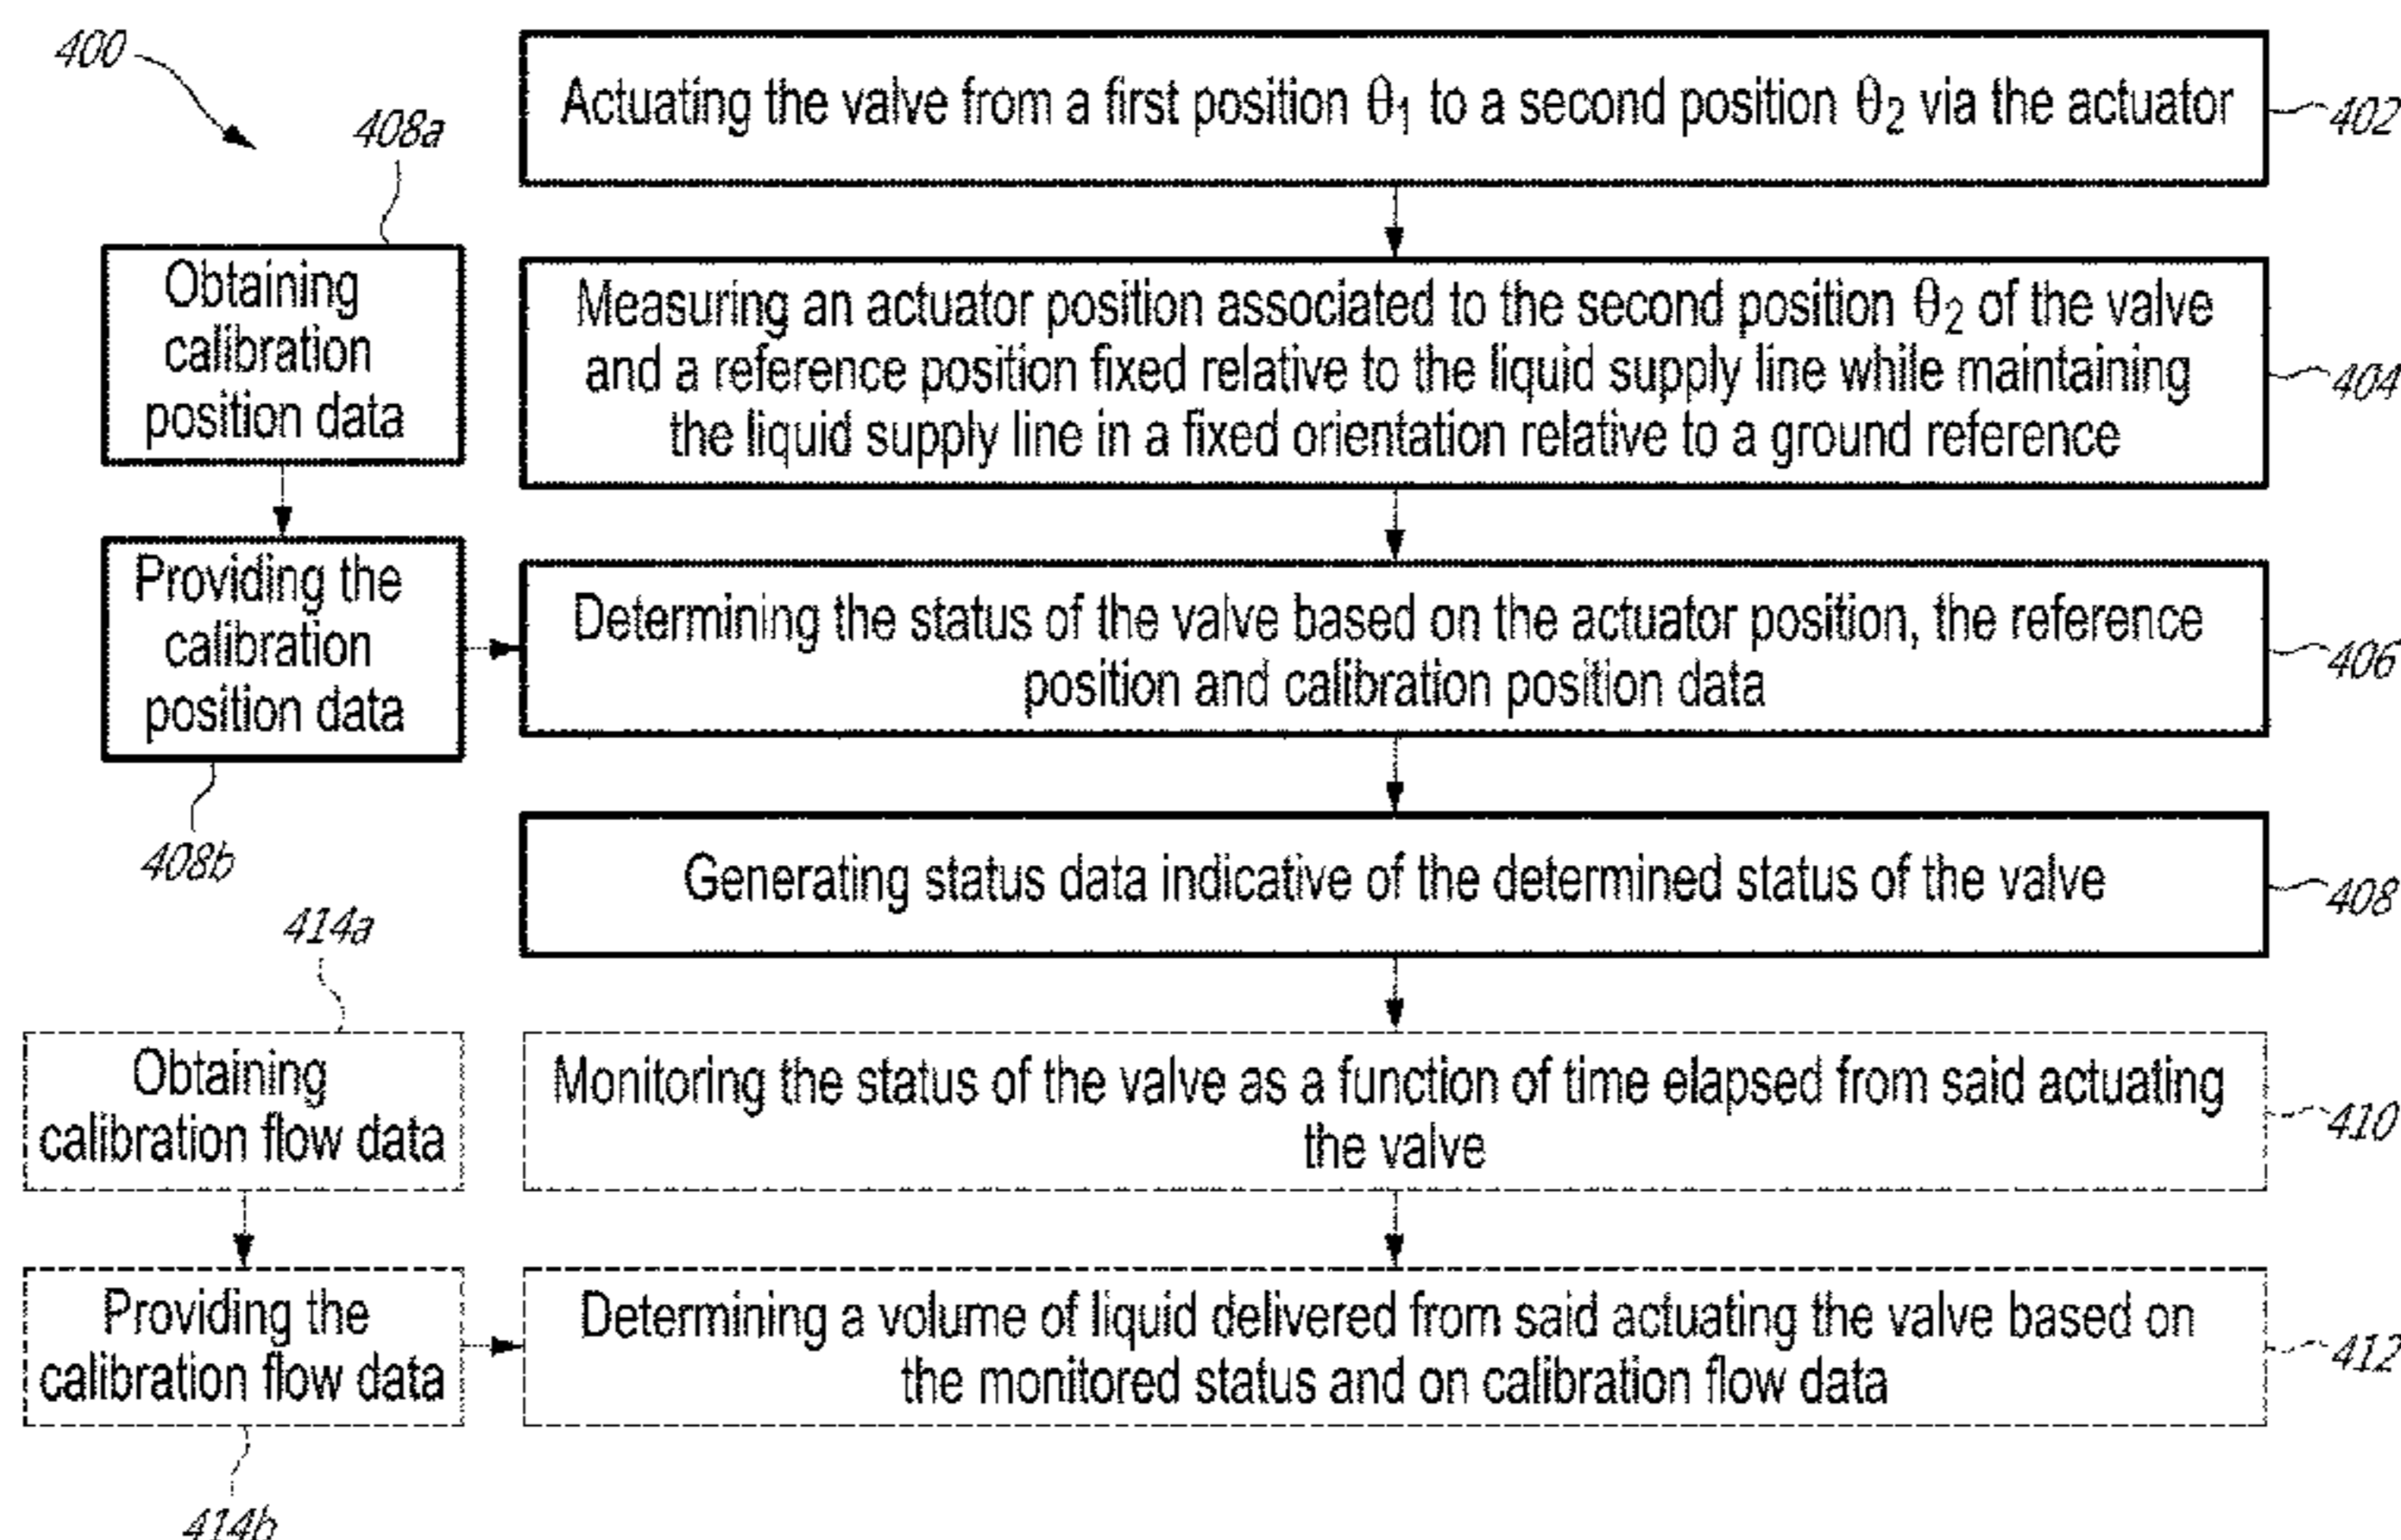 400
Actuating the valve from a first position θ1 to a second position θ2 via the actuator
402
408a
Obtaining
calibration
position data
Measuring an actuator position associated to the second position θ2 of the valve
and a reference position fixed relative to the liquid supply line while maintaining
the liquid supply line in a fixed orientation relative to a ground reference
404
Providing the
calibration
position data
408b
Determining the status of the valve based on the actuator position, the reference
position and calibration position data
406
Generating status data indicative of the determined status of the valve
408
414a
Obtaining
calibration flow data
Monitoring the status of the valve as a function of time elapsed from said actuating
the valve
410
Providing the
calibration flow data
414b
Determining a volume of liquid delivered from said actuating the valve based on
the monitored status and on calibration flow data
412